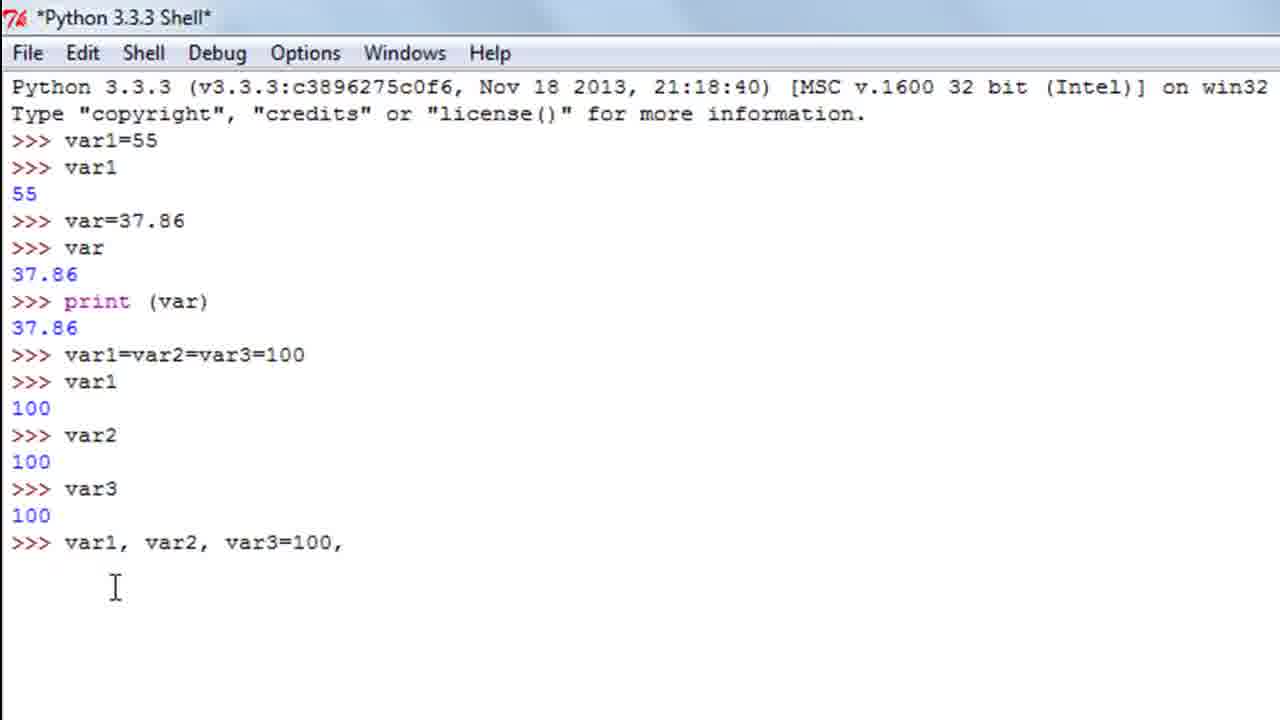 *Python 3.3.3 Shell*
File Edit Shell Debug Options Windows Help
Python 3.3.3 (v3.3.3:c3896275c0f6, Nov 18 2013, 21:18:40) [MSC v.1600 32 bit (Intel)] on win32
Type "copyright", "credits" or "license()" for more information.
>>> var1=55
>>> var1
55
>>> var=37.86
>>> var
37.86
>>> print (var)
37.86
>>> var1=var2=var3=100
>>> var1
100
>>> var2
100
>>> var3
100
>>> var1, var2, var3=100,